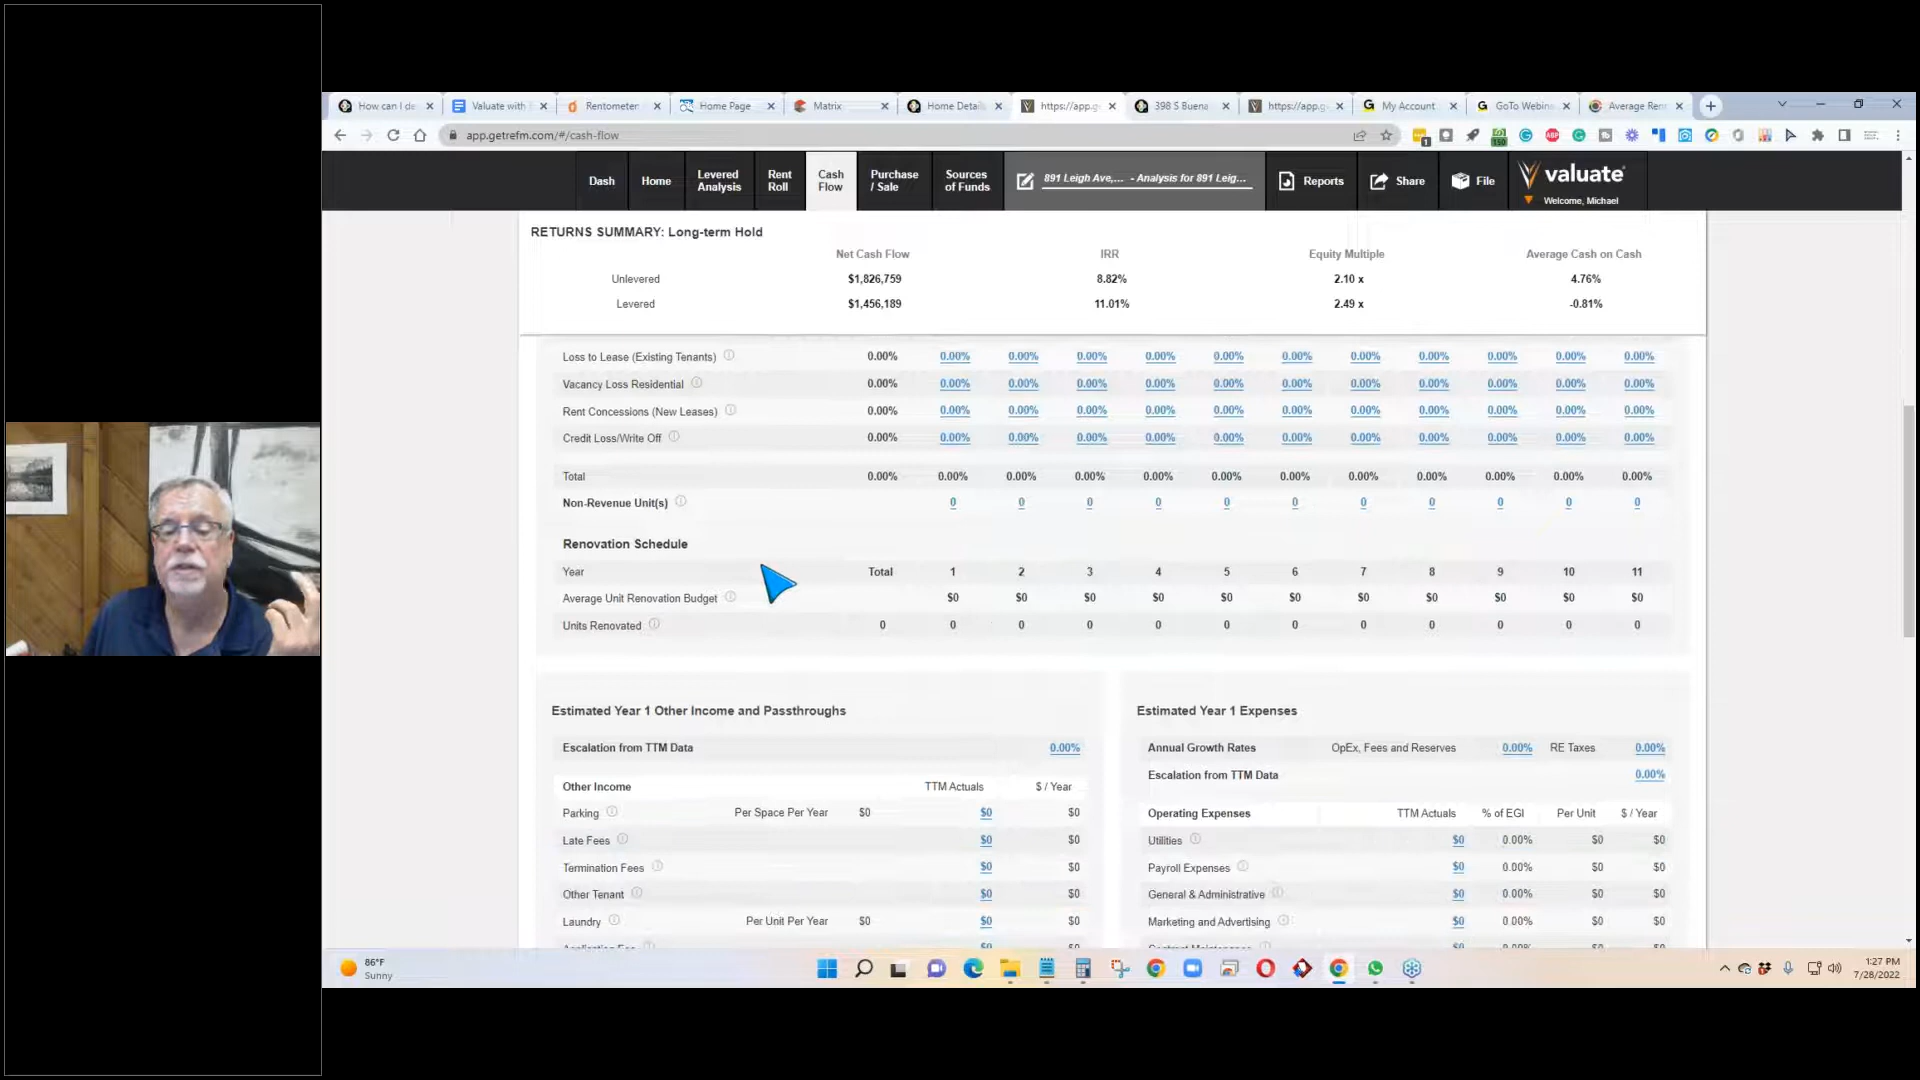 How can I de
Valuate with
Rentometer
Home Page
Matrix
Home Details
https://app.g
398 S Buena
https://app.g
My Account
GoTo Webin
Average Ren
app.getrefm.com/#/cash-flow
Dash
Home
Levered Analysis
Rent Roll
Cash Flow
Purchase / Sale
Sources of Funds
891 Leigh Ave,... - Analysis for 891 Leig...
Reports
Share
File
valuate
Welcome, Michael
RETURNS SUMMARY: Long-term Hold
Net Cash Flow IRR Equity Multiple Average Cash on Cash
Unlevered $1,826,759 8.82% 2.10 x 4.76%
Levered $1,456,189 11.01% 2.49 x -0.81%
Loss to Lease (Existing Tenants) 0.00% 0.00% 0.00% 0.00% 0.00% 0.00% 0.00% 0.00% 0.00% 0.00% 0.00% 0.00%
Vacancy Loss Residential 0.00% 0.00% 0.00% 0.00% 0.00% 0.00% 0.00% 0.00% 0.00% 0.00% 0.00% 0.00%
Rent Concessions (New Leases) 0.00% 0.00% 0.00% 0.00% 0.00% 0.00% 0.00% 0.00% 0.00% 0.00% 0.00% 0.00%
Credit Loss/Write Off 0.00% 0.00% 0.00% 0.00% 0.00% 0.00% 0.00% 0.00% 0.00% 0.00% 0.00% 0.00%
Total 0.00% 0.00% 0.00% 0.00% 0.00% 0.00% 0.00% 0.00% 0.00% 0.00% 0.00% 0.00%
Non-Revenue Unit(s) 0 0 0 0 0 0 0 0 0 0 0
Renovation Schedule
Year Total 1 2 3 4 5 6 7 8 9 10 11
Average Unit Renovation Budget $0 $0 $0 $0 $0 $0 $0 $0 $0 $0 $0
Units Renovated 0 0 0 0 0 0 0 0 0 0 0 0
Estimated Year 1 Other Income and Passthroughs
Escalation from TTM Data 0.00%
Other Income TTM Actuals $ / Year
Parking Per Space Per Year $0 $0 $0
Late Fees $0 $0
Termination Fees $0 $0
Other Tenant $0 $0
Laundry Per Unit Per Year $0 $0 $0
Application Fee $0 $0
Estimated Year 1 Expenses
Annual Growth Rates OpEx, Fees and Reserves 0.00% RE Taxes 0.00%
Escalation from TTM Data 0.00%
Operating Expenses TTM Actuals % of EGI Per Unit $ / Year
Utilities $0 0.00% $0 $0
Payroll Expenses $0 0.00% $0 $0
General & Administrative $0 0.00% $0 $0
Marketing and Advertising $0 0.00% $0 $0
Contract Maintenance $0 0.00% $0 $0
86°F
Sunny
1:27 PM
7/28/2022